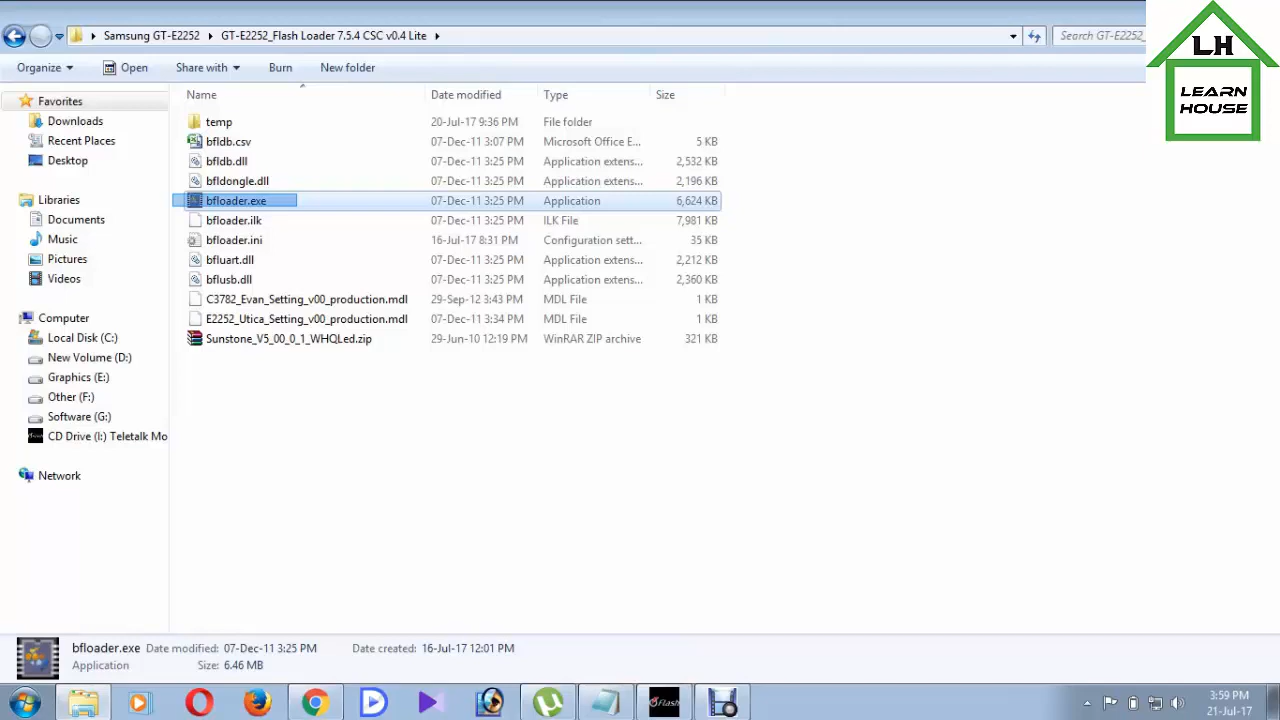 Samsung GT-E2252 GT-E2252_Flash Loader 7.5.4 CSC v0.4 Lite Search GT-E2252_
LH
LEARN
HOUSE
Organize Open Share with Burn New folder
Name Date modified Type Size
Favorites
Downloads
Recent Places
Desktop
Libraries
Documents
Music
Pictures
Videos
Computer
Local Disk (C:)
New Volume (D:)
Graphics (E:)
Other (F:)
Software (G:)
CD Drive (I:) Teletalk Mo
Network
temp 20-Jul-17 9:36 PM File folder
bfldb.csv 07-Dec-11 3:07 PM Microsoft Office E... 5 KB
bfldb.dll 07-Dec-11 3:25 PM Application extens... 2,532 KB
bfldongle.dll 07-Dec-11 3:25 PM Application extens... 2,196 KB
bfloader.exe 07-Dec-11 3:25 PM Application 6,624 KB
bfloader.ilk 07-Dec-11 3:25 PM ILK File 7,981 KB
bfloader.ini 16-Jul-17 8:31 PM Configuration sett... 35 KB
bfluart.dll 07-Dec-11 3:25 PM Application extens... 2,212 KB
bflusb.dll 07-Dec-11 3:25 PM Application extens... 2,360 KB
C3782_Evan_Setting_v00_production.mdl 29-Sep-12 3:43 PM MDL File 1 KB
E2252_Utica_Setting_v00_production.mdl 07-Dec-11 3:34 PM MDL File 1 KB
Sunstone_V5_00_0_1_WHQLed.zip 29-Jun-10 12:19 PM WinRAR ZIP archive 321 KB
bfloader.exe Date modified: 07-Dec-11 3:25 PM Date created: 16-Jul-17 12:01 PM
Application Size: 6.46 MB
Flash
3:59 PM
21-Jul-17